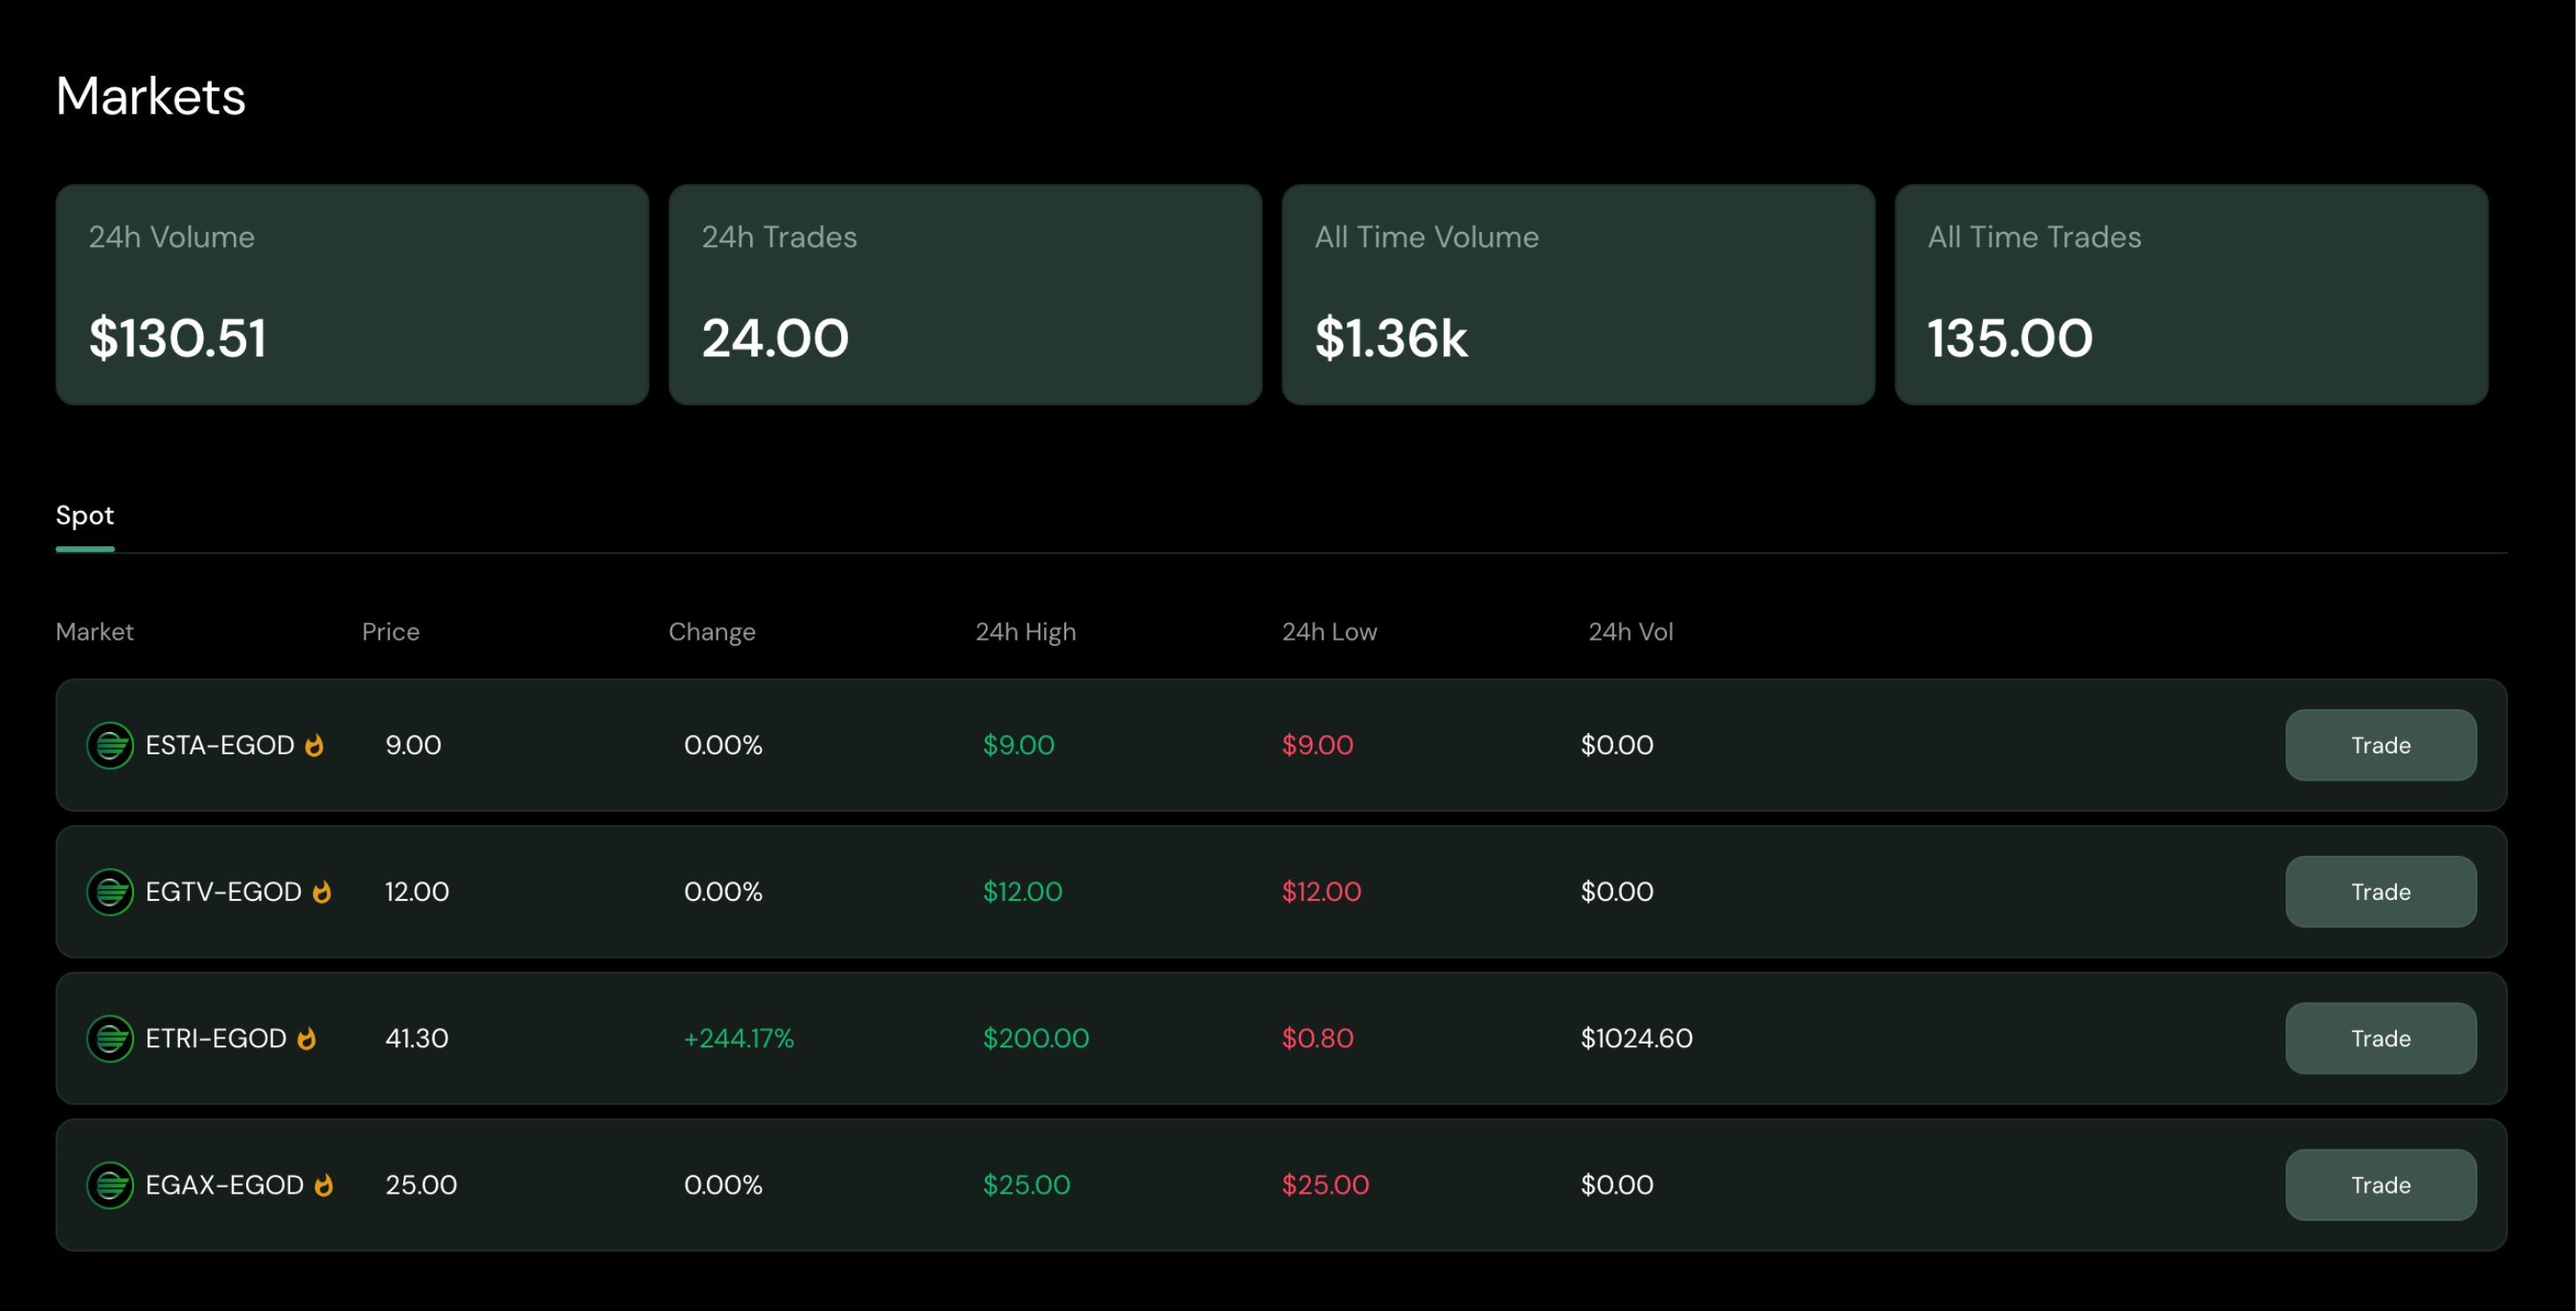 Markets
24h Volume 24h Trades All Time Volume All Time Trades
$130.51 24.00 $1.36k 135.00
Spot
Market Price Change 24h High 24h Low 24h Vol
ESTA-EGOD 9.00 0.00% $9.00 $9.00 $0.00 Trade
EGTV-EGOD 12.00 0.00% $12.00 $12.00 $0.00 Trade
ETRI-EGOD 41.30 +244.17% $200.00 $0.80 $1024.60 Trade
EGAX-EGOD 25.00 0.00% $25.00 $25.00 $0.00 Trade